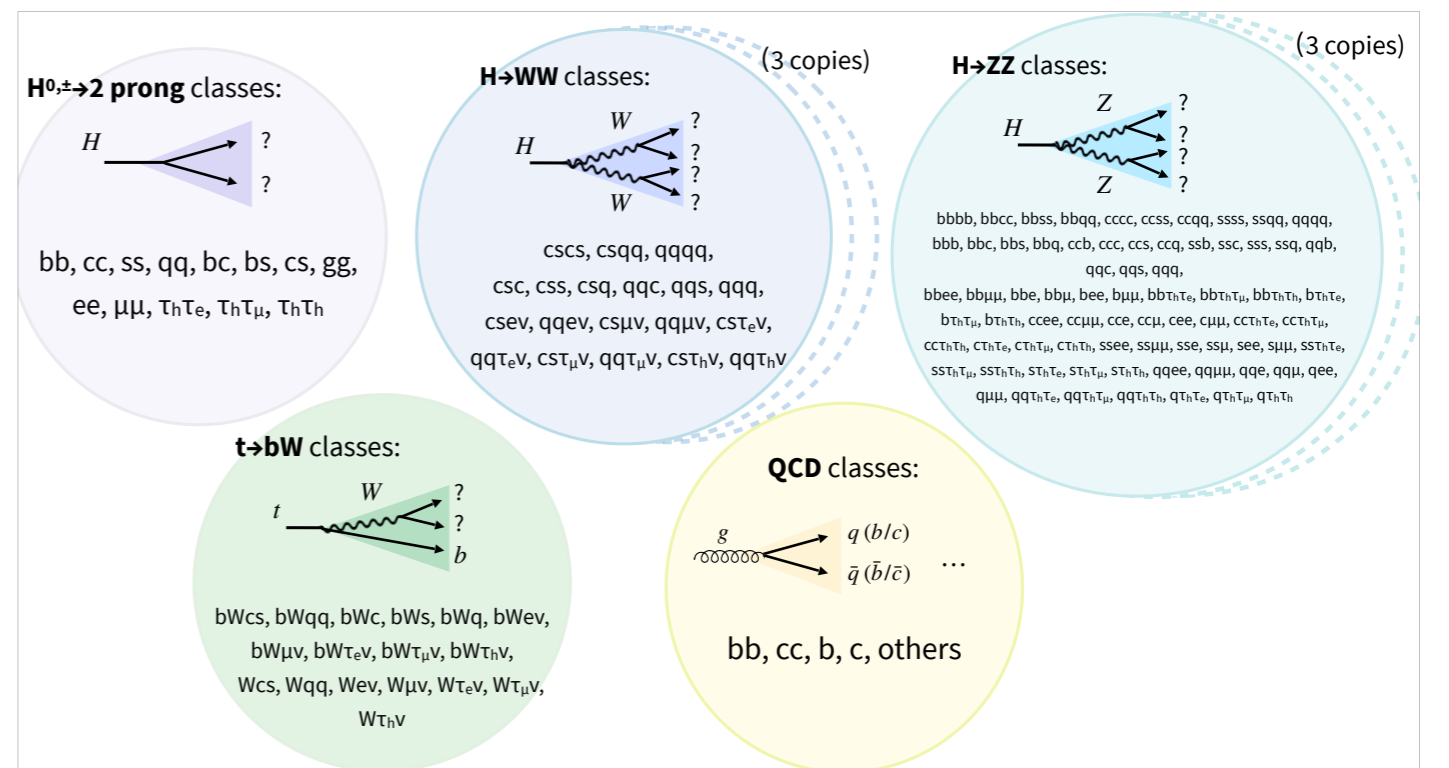 H⁰,±→2 prong classes:
H
?
?
bb, cc, ss, qq, bc, bs, cs, gg,
ee, μμ, τₕτₑ, τₕτμ, τₕτₕ
(3 copies)
H→WW classes:
H
W
W
?
?
?
?
cscs, csqq, qqqq,
csc, css, csq, qqc, qqs, qqq,
csev, qqev, csμv, qqμv, csτₑv,
qqτₑv, csτμv, qqτμv, csτₕv, qqτₕv
(3 copies)
H→ZZ classes:
H
Z
Z
?
?
?
?
bbbb, bbcc, bbss, bbqq, cccc, ccss, ccqq, ssss, ssqq, qqqq,
bbb, bbc, bbs, bbq, ccb, ccc, ccs, ccq, ssb, ssc, sss, ssq, qqb,
qqc, qqs, qqq,
bbee, bbμμ, bbe, bbμ, bee, bμμ, bbτₕτₑ, bbτₕτμ, bbτₕτₕ, bτₕτₑ,
bτₕτμ, bτₕτₕ, ccee, ccμμ, cce, ccμ, cee, cμμ, ccτₕτₑ, ccτₕτμ,
ccτₕτₕ, cτₕτₑ, cτₕτμ, cτₕτₕ, ssee, ssμμ, sse, ssμ, see, sμμ, ssτₕτₑ,
ssτₕτμ, ssτₕτₕ, sτₕτₑ, sτₕτμ, sτₕτₕ, qqee, qqμμ, qqe, qqμ, qee,
qμμ, qqτₕτₑ, qqτₕτμ, qqτₕτₕ, qτₕτₑ, qτₕτμ, qτₕτₕ
t→bW classes:
t
W
?
?
b
bWcs, bWqq, bWc, bWs, bWq, bWev,
bWμv, bWτₑv, bWτμv, bWτₕv,
Wcs, Wqq, Wev, Wμv, Wτₑv, Wτμv,
Wτₕv
QCD classes:
g
q (b/c)
q̄ (b̄/c̄)
...
bb, cc, b, c, others